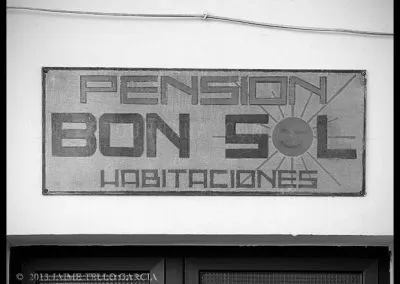 PENSION
BON SOL
HABITACIONES
© 2013 JAIME TELLO GARCIA